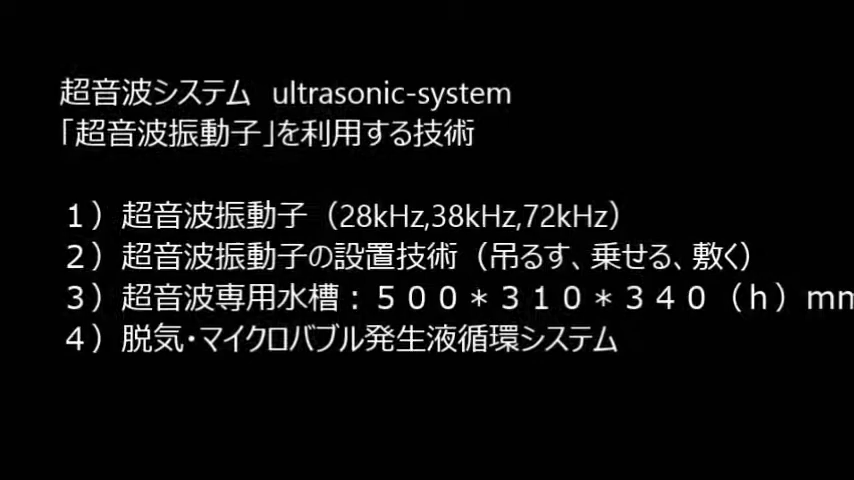 超音波システム　ultrasonic-system
「超音波振動子」を利用する技術
１）超音波振動子（28kHz,38kHz,72kHz）
２）超音波振動子の設置技術（吊るす、乗せる、敷く）
３）超音波専用水槽：５００＊３１０＊３４０（ｈ）ｍｍ
４）脱気・マイクロバブル発生液循環システム